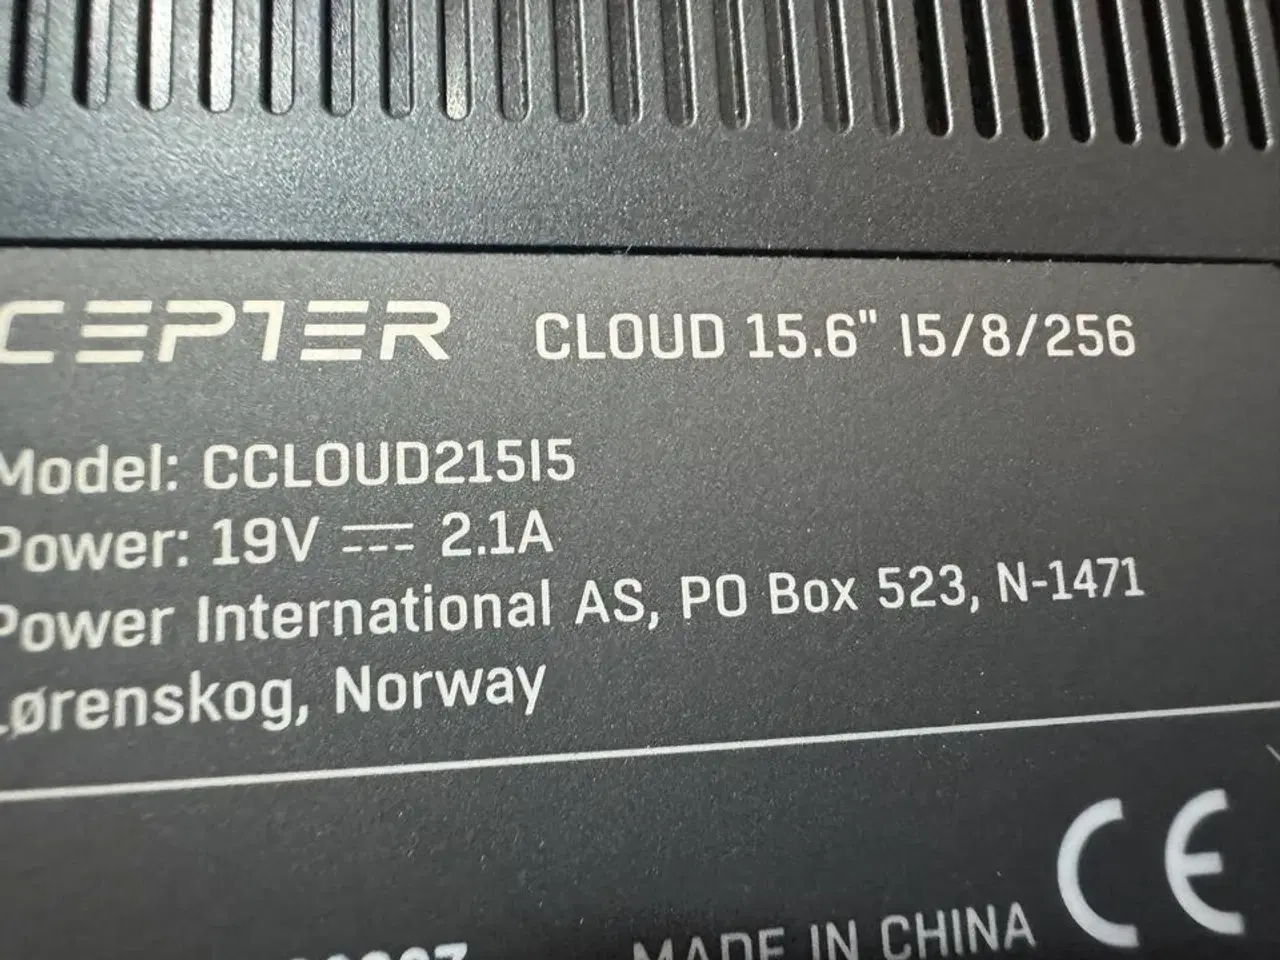 CEPTER CLOUD 15.6" I5/8/256
Model: CCLOUD215I5
Power: 19V ⎓ 2.1A
Power International AS, PO Box 523, N-1471
Lørenskog, Norway
CE
MADE IN CHINA